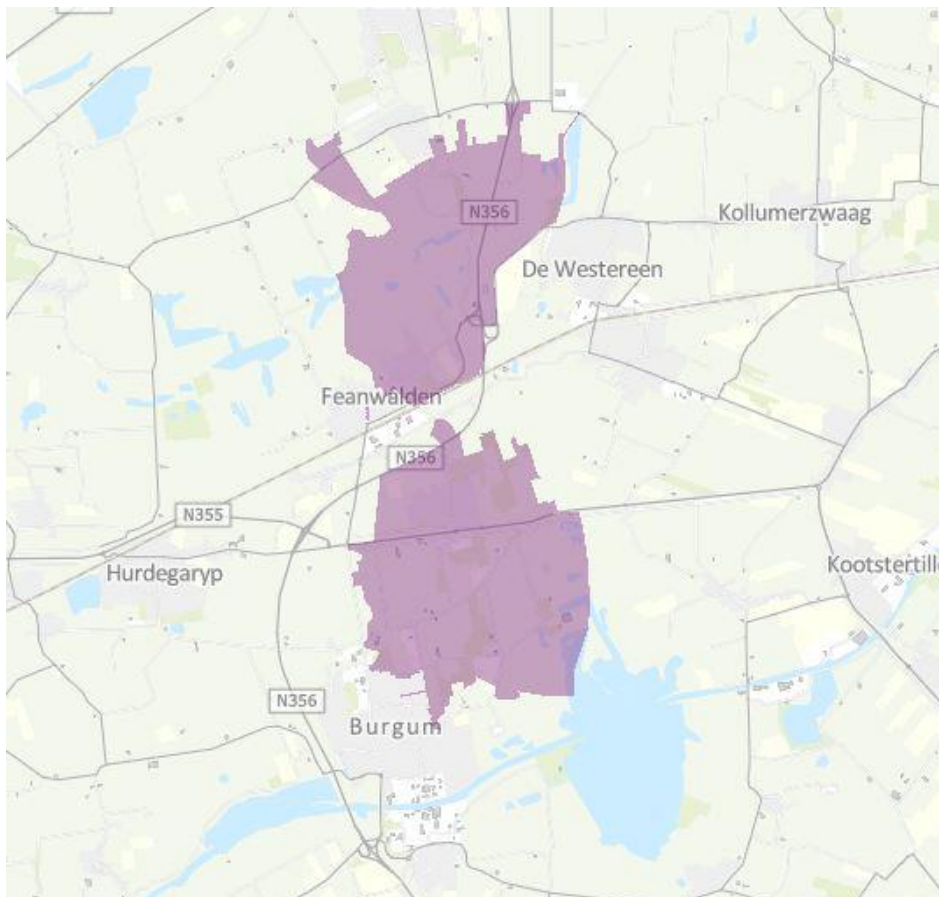 N356
Kollumerzwaag
De Westereen
Feanwâlden
N356
N355
Hurdegaryp
Kootstertille
N356
Burgum